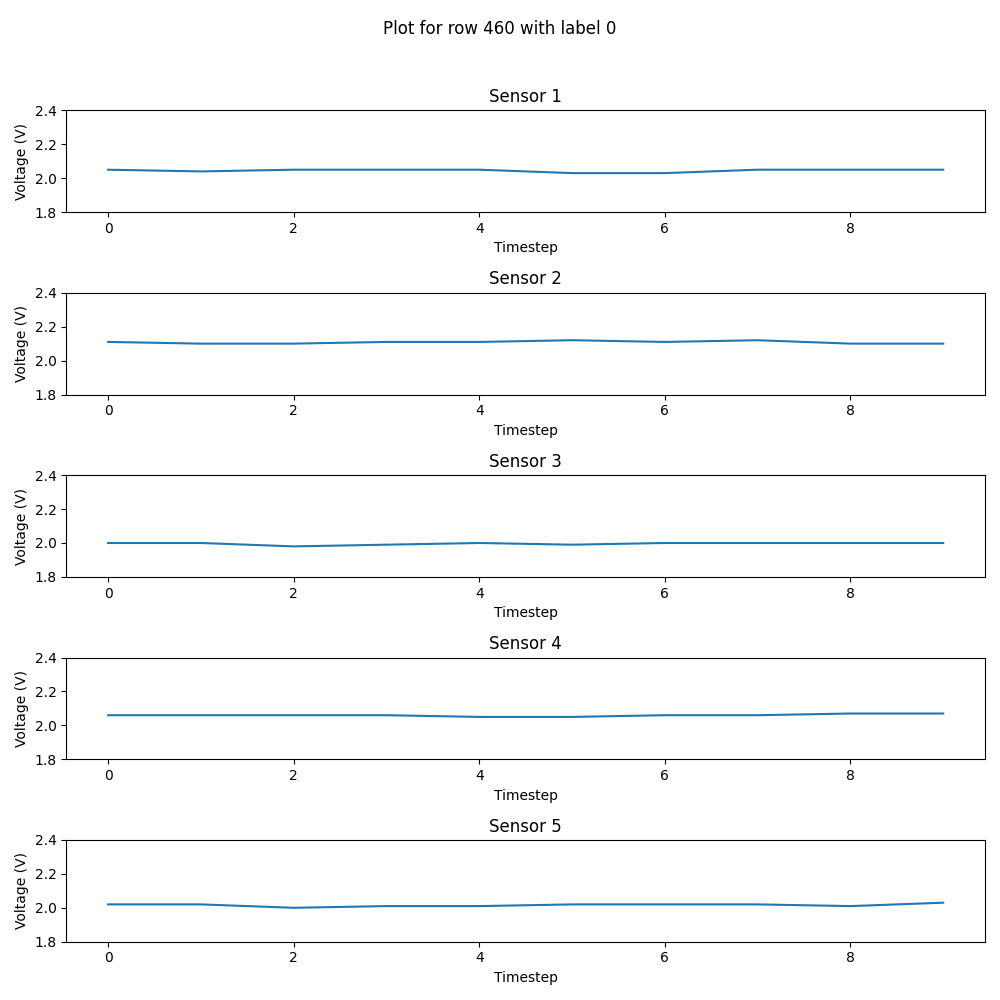 Plot for row 460 with label 0
Sensor 1
Voltage (V)
2.4
2.2
2.0
1.8
0 2 4 6 8
Timestep
Sensor 2
Voltage (V)
2.4
2.2
2.0
1.8
0 2 4 6 8
Timestep
Sensor 3
Voltage (V)
2.4
2.2
2.0
1.8
0 2 4 6 8
Timestep
Sensor 4
Voltage (V)
2.4
2.2
2.0
1.8
0 2 4 6 8
Timestep
Sensor 5
Voltage (V)
2.4
2.2
2.0
1.8
0 2 4 6 8
Timestep